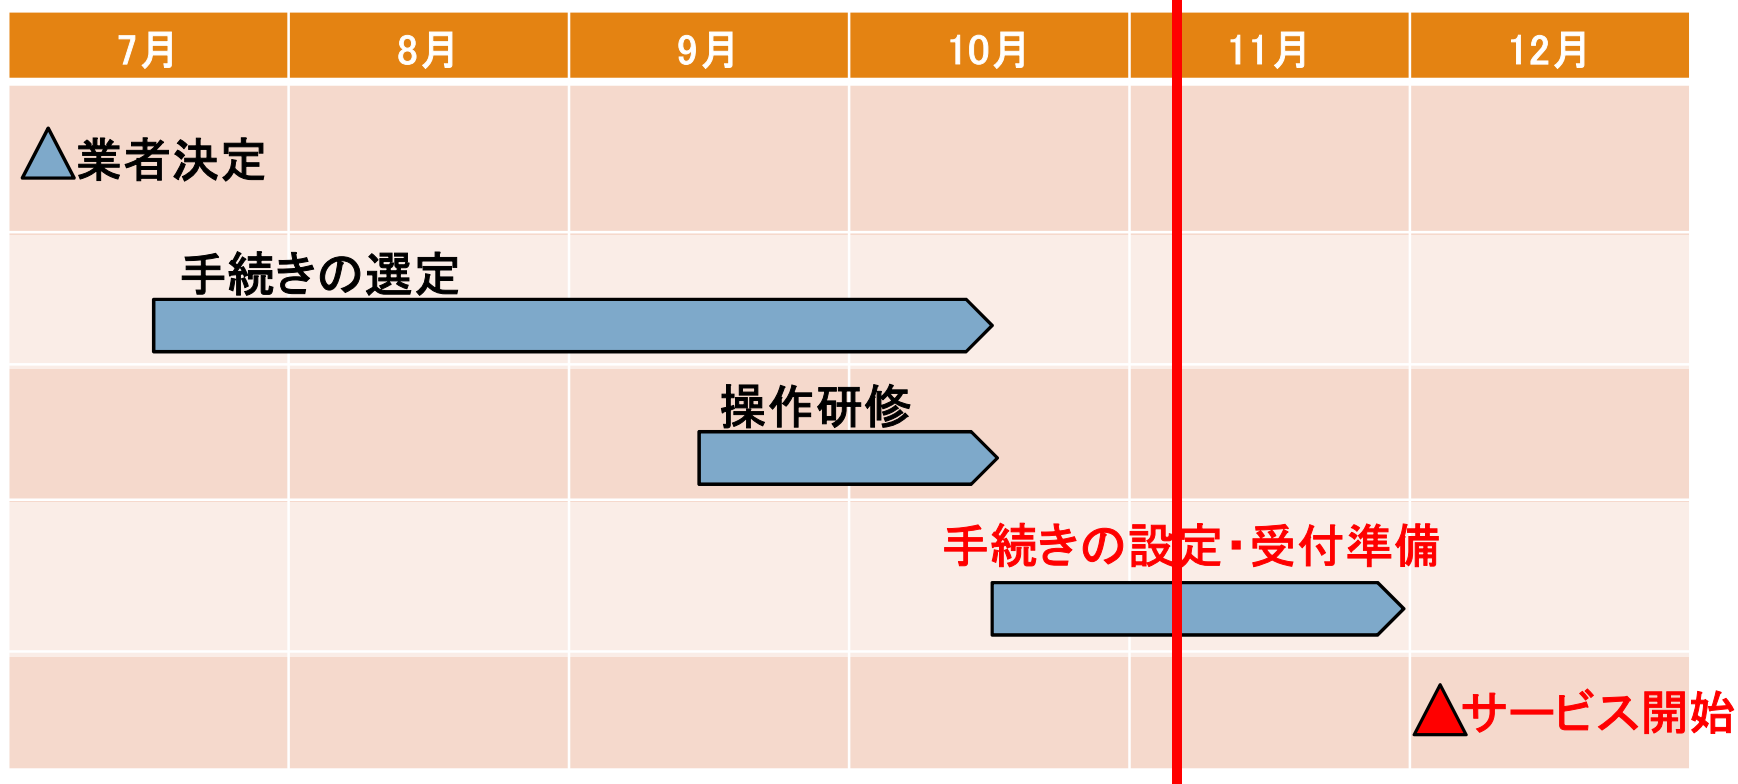 7月 8月 9月 10月 11月 12月
業者決定
手続きの選定
操作研修
手続きの設定・受付準備
サービス開始